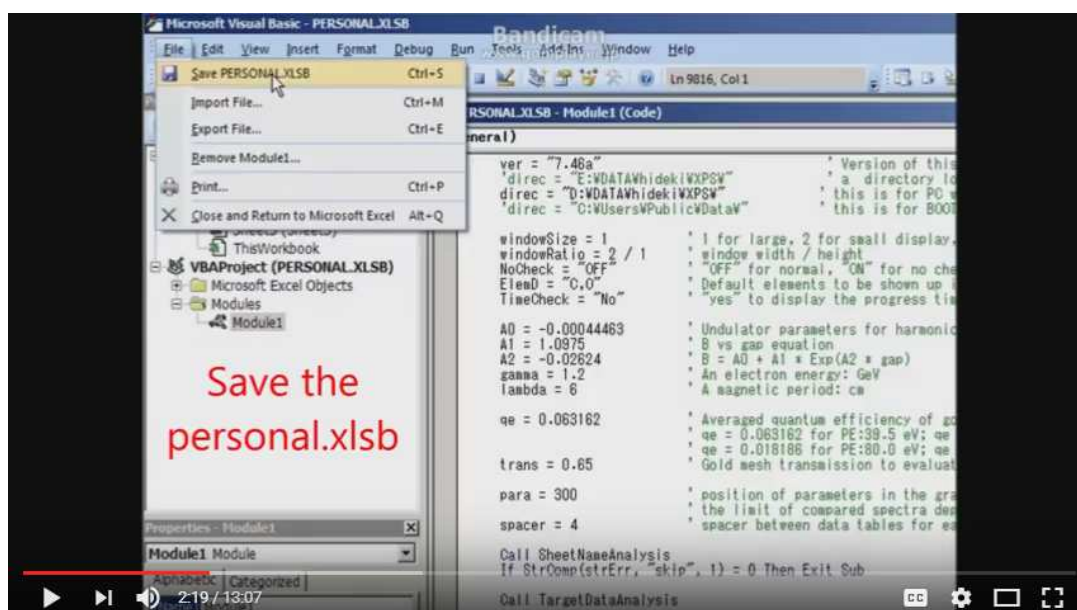 Microsoft Visual Basic - PERSONAL.XLSB
Bandicam
File Edit View Insert Format Debug Run Tools Add-Ins Window Help
Save PERSONAL.XLSB Ctrl+S
Ln 9816, Col 1
Import File... Ctrl+M
Export File... Ctrl+E
Remove Module1...
Print... Ctrl+P
Close and Return to Microsoft Excel Alt+Q
ThisWorkbook
VBAProject (PERSONAL.XLSB)
Microsoft Excel Objects
Modules
Module1
Save the
personal.xlsb
Properties - Module1
Module1 Module
Alphabetic Categorized
RSONAL.XLSB - Module1 (Code)
neral)
ver = "7.46a" ' Version of this
'direc = "E:¥DATA¥hideki¥XPS¥" ' a directory lo
direc = "D:¥DATA¥hideki¥XPS¥" ' this is for PC w
'direc = "C:¥Users¥Public¥Data¥" ' this is for BOOT
windowSize = 1 ' 1 for large, 2 for small display,
windowRatio = 2 / 1 ' window width / height
NoCheck = "OFF" ' "OFF" for normal, "ON" for no che
ElemD = "C,O" ' Default elements to be shown up i
TimeCheck = "No" ' "yes" to display the progress tim
A0 = -0.00044463 ' Undulator parameters for harmonic
A1 = 1.0975 ' B vs gap equation
A2 = -0.02624 ' B = A0 + A1 * Exp(A2 * gap)
gamma = 1.2 ' An electron energy: GeV
lambda = 6 ' A magnetic period: cm
qe = 0.063162 ' Averaged quantum efficiency of go
' qe = 0.063162 for PE:39.5 eV; qe
' qe = 0.018186 for PE:80.0 eV; qe
trans = 0.65 ' Gold mesh transmission to evaluat
para = 300 ' position of parameters in the gra
' the limit of compared spectra dep
spacer = 4 ' spacer between data tables for ea
Call SheetNameAnalysis
If StrComp(strErr, "skip", 1) = 0 Then Exit Sub
Call TargetDataAnalysis
2:19 / 13:07
CC